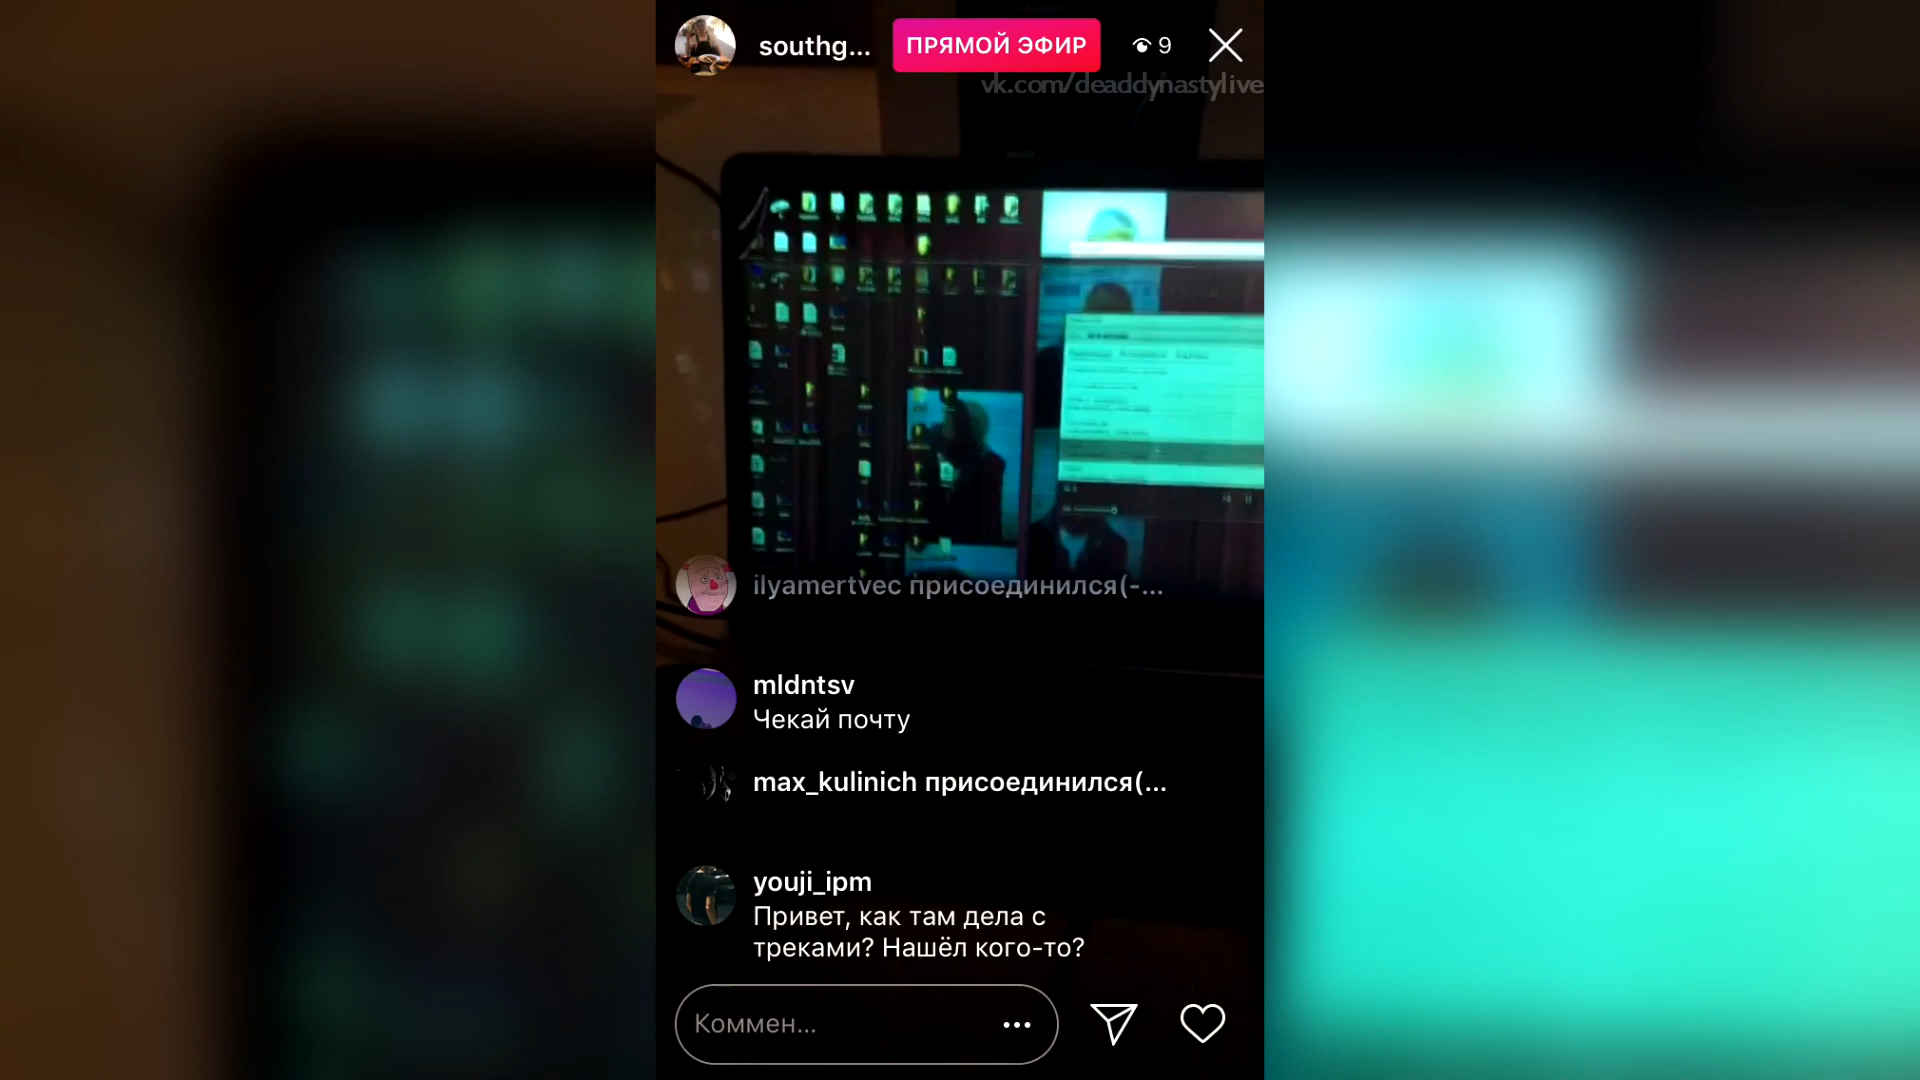 southg...
ПРЯМОЙ ЭФИР
9
vk.com/deaddynastylive
ilyamertvec присоединился(-...
mldntsv
Чекай почту
max_kulinich присоединился(...
youji_ipm
Привет, как там дела с
треками? Нашёл кого-то?
Коммен...